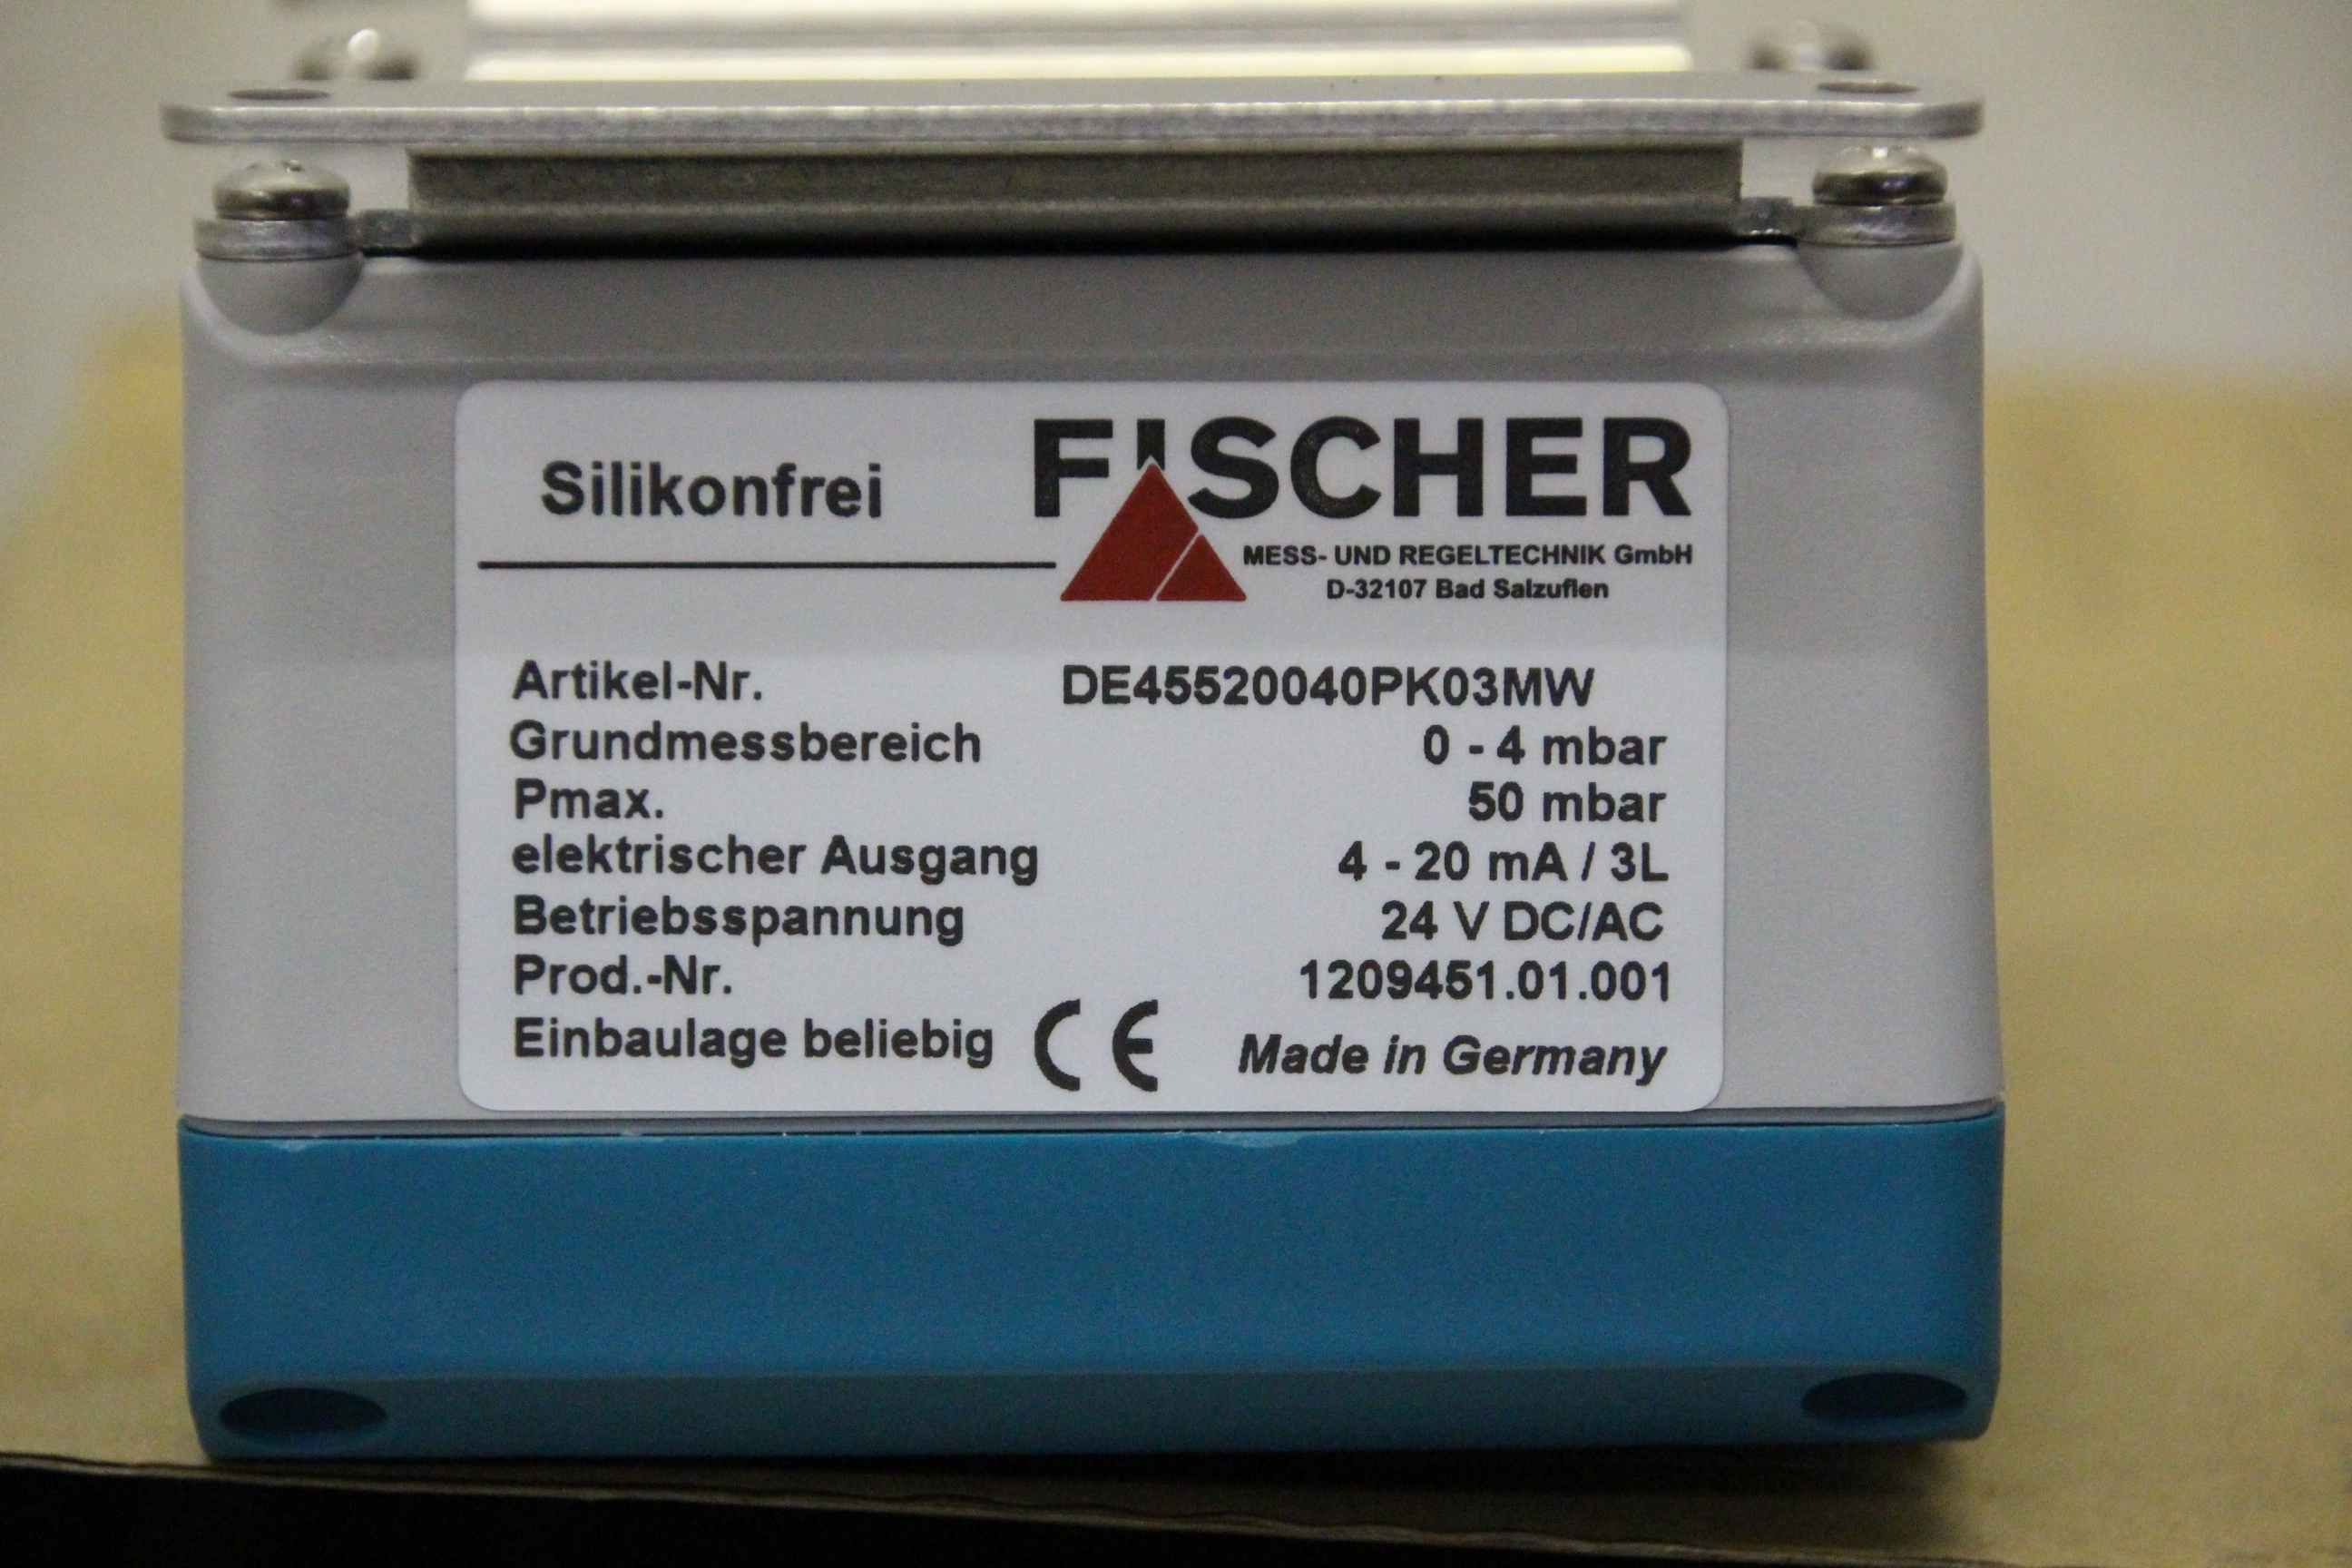 Silikonfrei
FISCHER
MESS- UND REGELTECHNIK GmbH
D-32107 Bad Salzuflen
Artikel-Nr. DE45520040PK03MW
Grundmessbereich 0 - 4 mbar
Pmax. 50 mbar
elektrischer Ausgang 4 - 20 mA / 3L
Betriebsspannung 24 V DC/AC
Prod.-Nr. 1209451.01.001
Einbaulage beliebig CE Made in Germany